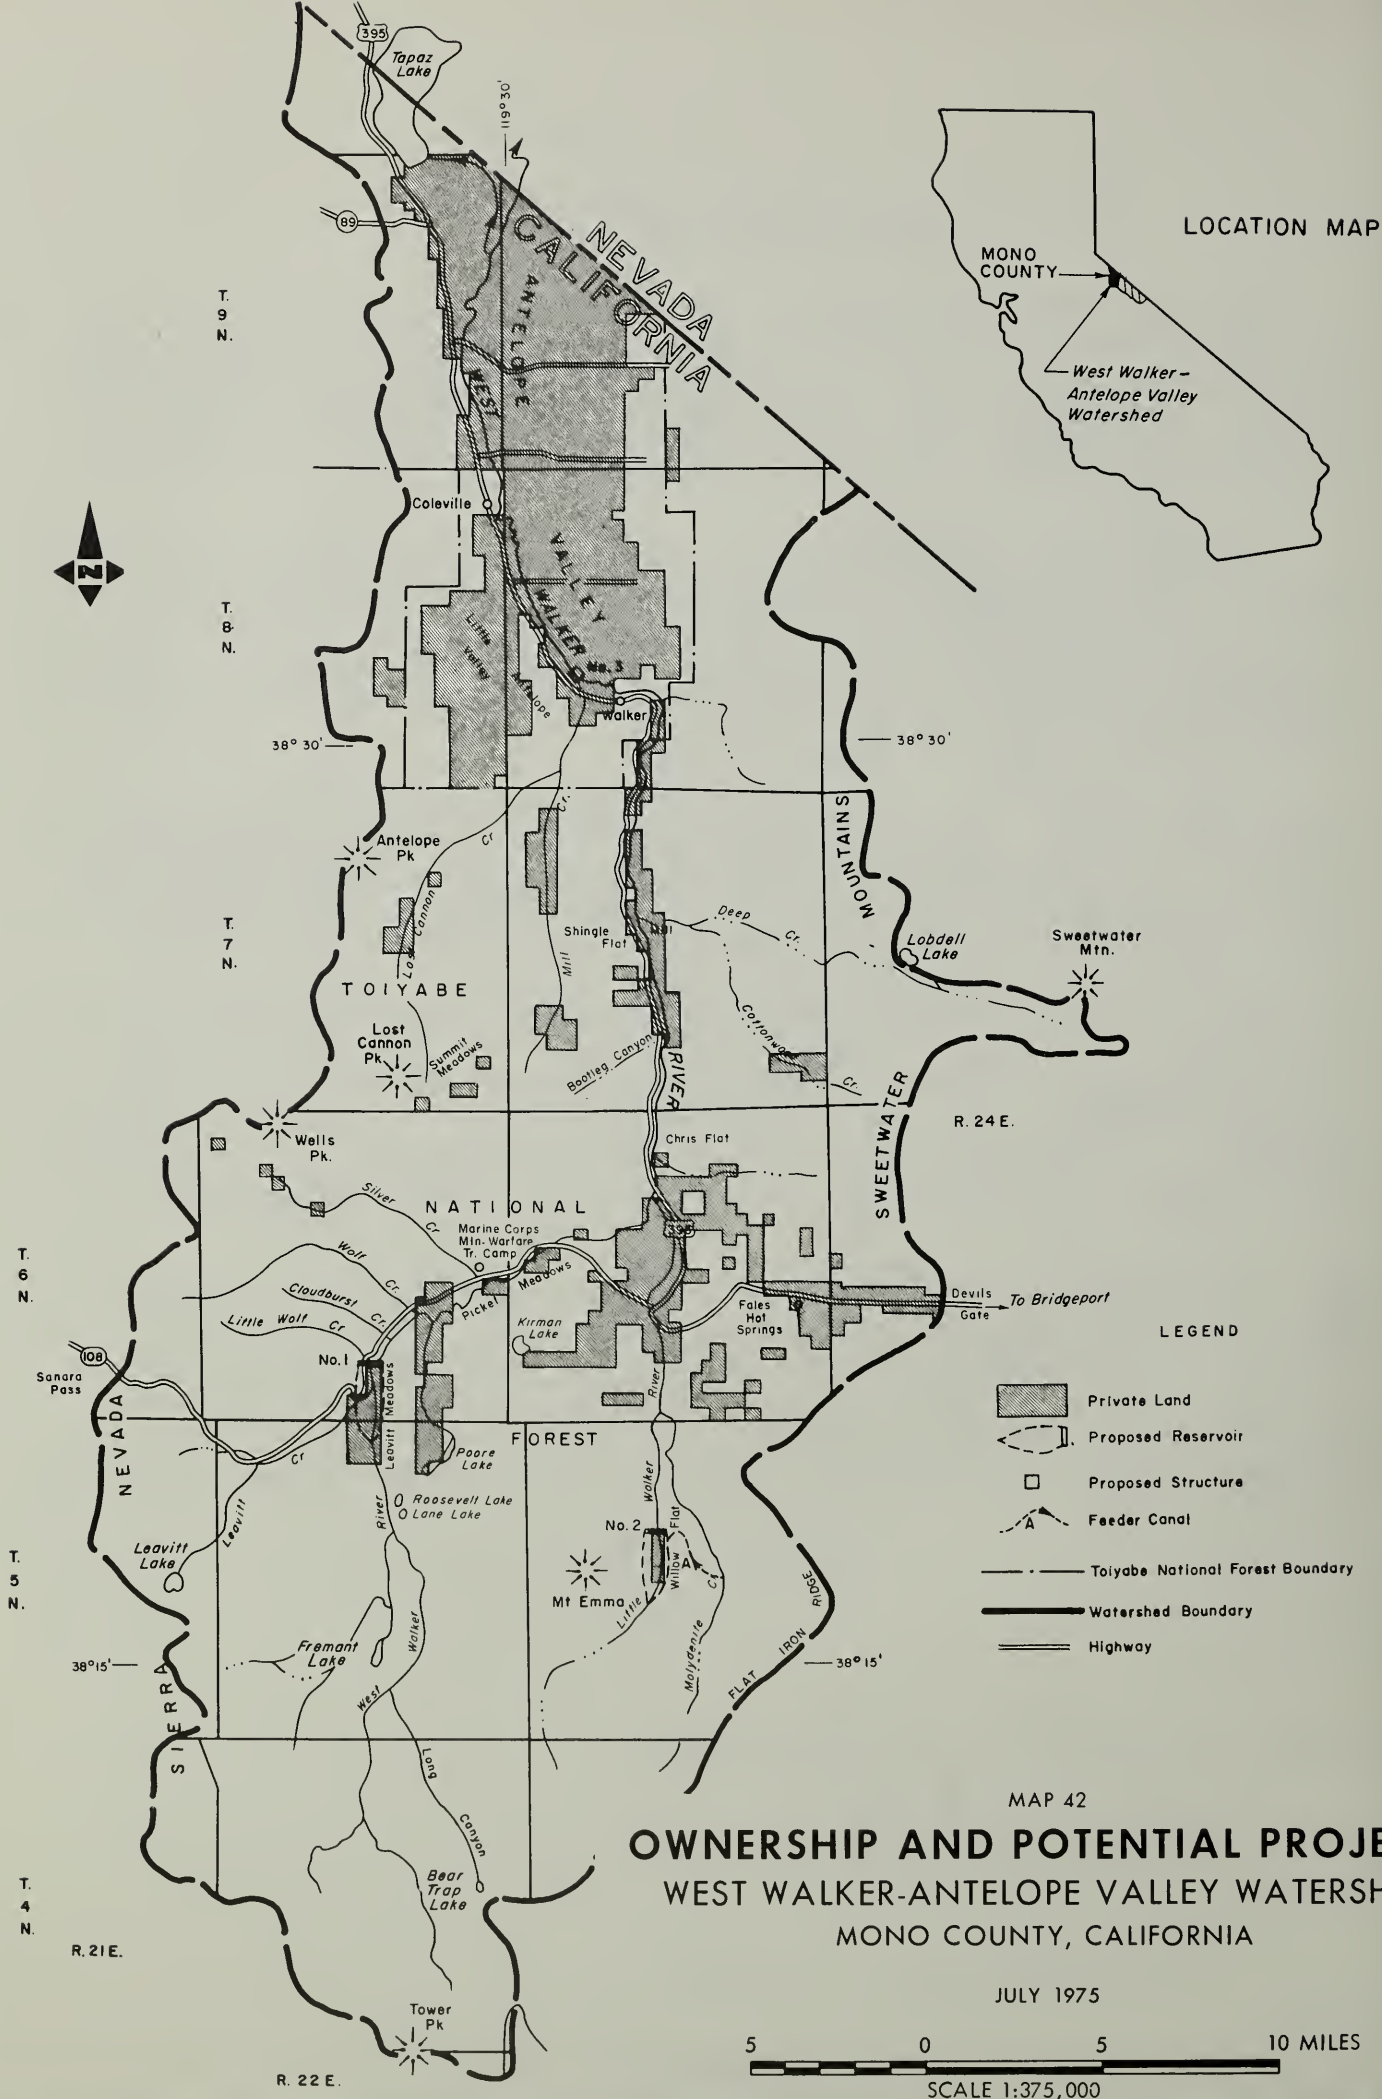 395
Tapaz
Lake
119°30'
89
NEVADA
CALIFORNIA
LOCATION MAP
MONO
COUNTY
West Walker-
Antelope Valley
Watershed
T.
9
N.
ANTELOPE
WEST
Coleville
N
VALLEY
WALKER
T.
8
N.
Little
Valley
Antelope
No. 3
Walker
38° 30'
38° 30'
MOUNTAINS
Antelope
Pk
Cr
Cr.
Lost Cannon
T.
7
N.
Shingle
Flat
Mill
Deep
Cr.
Lobdell
Lake
Sweetwater
Mtn.
TOIYABE
Lost
Cannon
Pk
Summit
Meadows
Mill
Cottonwood
Cr.
Bootleg Canyon
RIVER
SWEETWATER
R. 24 E.
Wells
Pk.
Chris Flat
Silver
Cr.
NATIONAL
Marine Corps
Mtn. Warfare
Tr. Camp
395
T.
6
N.
Wolf
Cr.
Cloudburst
Cr.
Little Wolf
Cr
Pickel
Meadows
Kirman
Lake
Fales
Hot
Springs
Devils
Gate
To Bridgeport
No. 1
108
Sanara
Pass
Leavitt Meadows
River
LEGEND
Private Land
Proposed Reservoir
Proposed Structure
A
Feeder Canal
Toiyabe National Forest Boundary
Watershed Boundary
Highway
NEVADA
FOREST
Poore
Lake
Cr
Leavitt
River
Roosevelt Lake
Lane Lake
Walker
No. 2
Willow Flat
A
Cr.
Leavitt
Lake
T.
5
N.
Mt Emma
Little
Molydenite
FLAT IRON RIDGE
Fremant
Lake
Walker
West
38° 15'
38° 15'
SIERRA
Long
Canyon
Bear
Trap
Lake
T.
4
N.
R. 21 E.
Tower
Pk
R. 22 E.
MAP 42
OWNERSHIP AND POTENTIAL PROJE
WEST WALKER-ANTELOPE VALLEY WATERSH
MONO COUNTY, CALIFORNIA
JULY 1975
5 0 5 10 MILES
SCALE 1:375,000